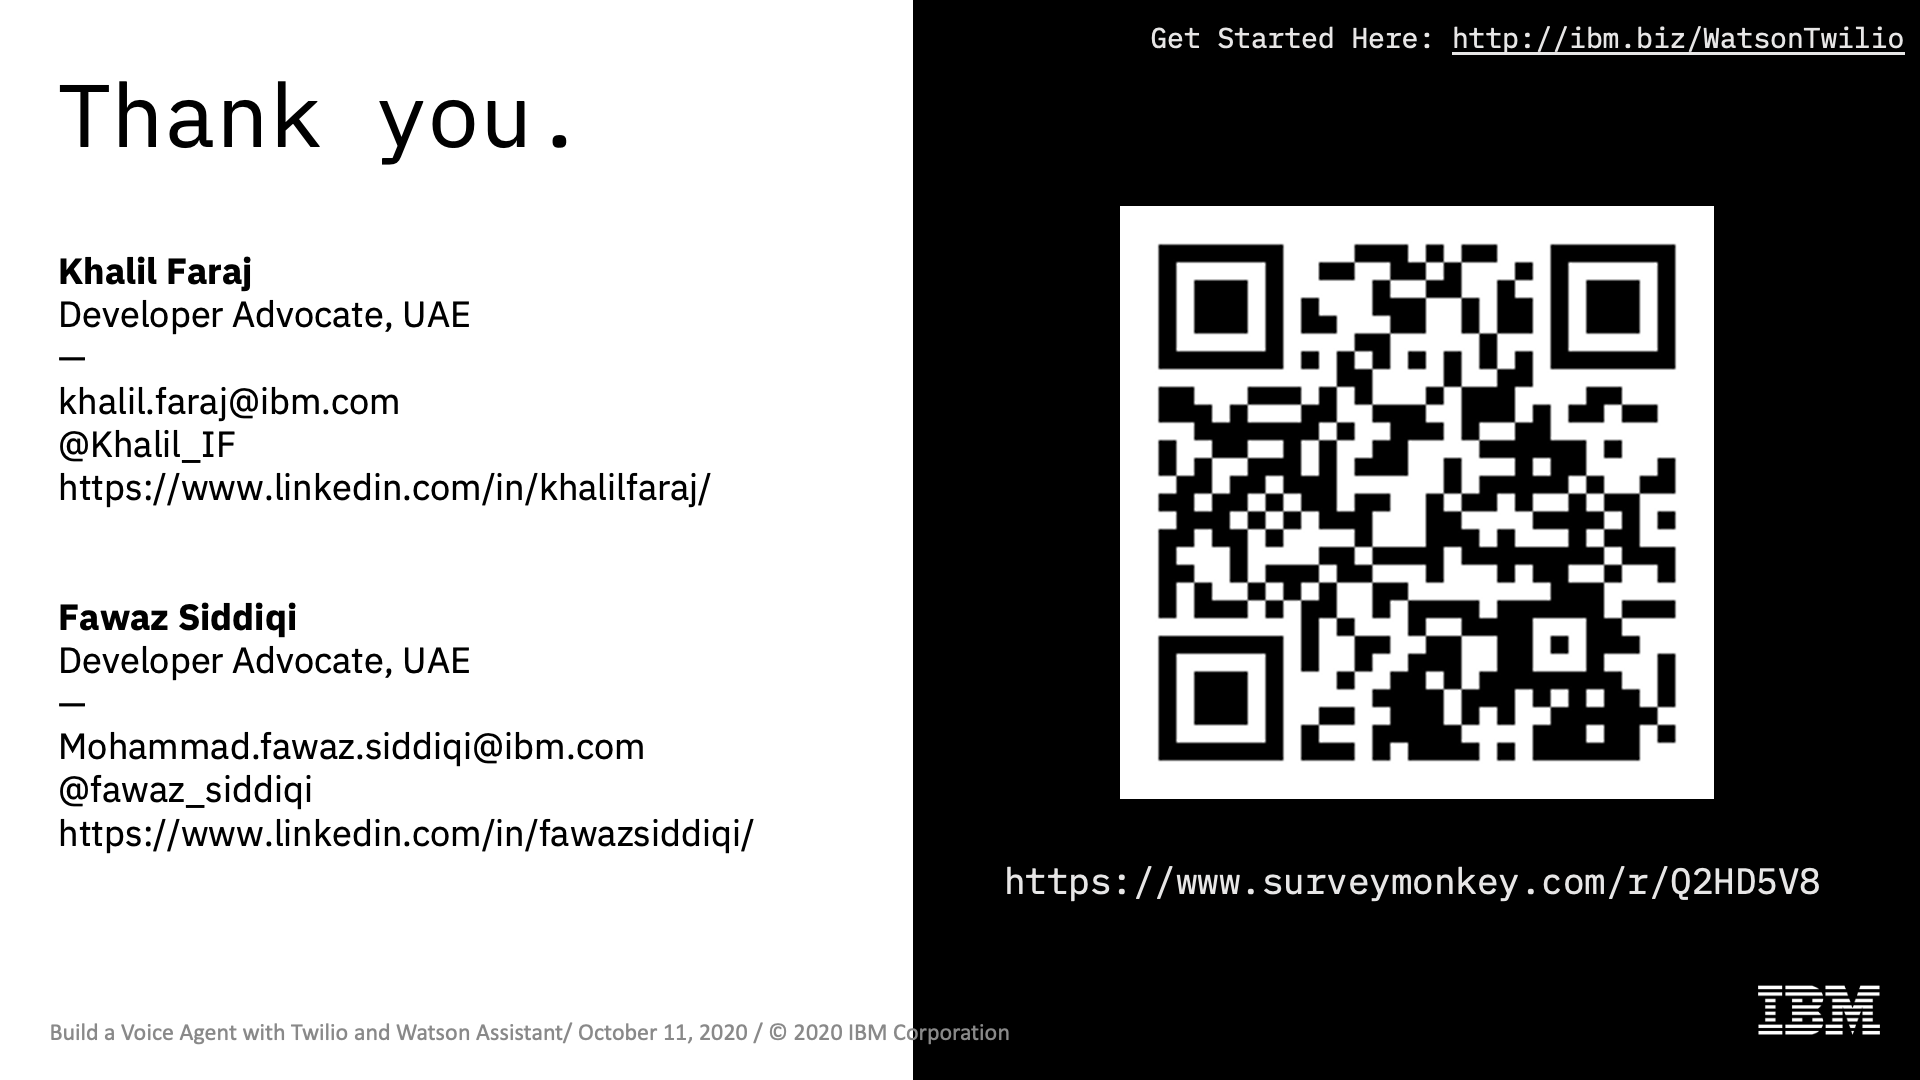 Get Started Here: http://ibm.biz/WatsonTwilio
Thank you.
Khalil Faraj
Developer Advocate, UAE
—
khalil.faraj@ibm.com
@Khalil_IF
https://www.linkedin.com/in/khalilfaraj/
Fawaz Siddiqi
Developer Advocate, UAE
—
Mohammad.fawaz.siddiqi@ibm.com
@fawaz_siddiqi
https://www.linkedin.com/in/fawazsiddiqi/
https://www.surveymonkey.com/r/Q2HD5V8
Build a Voice Agent with Twilio and Watson Assistant/ October 11, 2020 / © 2020 IBM Corporation
IBM